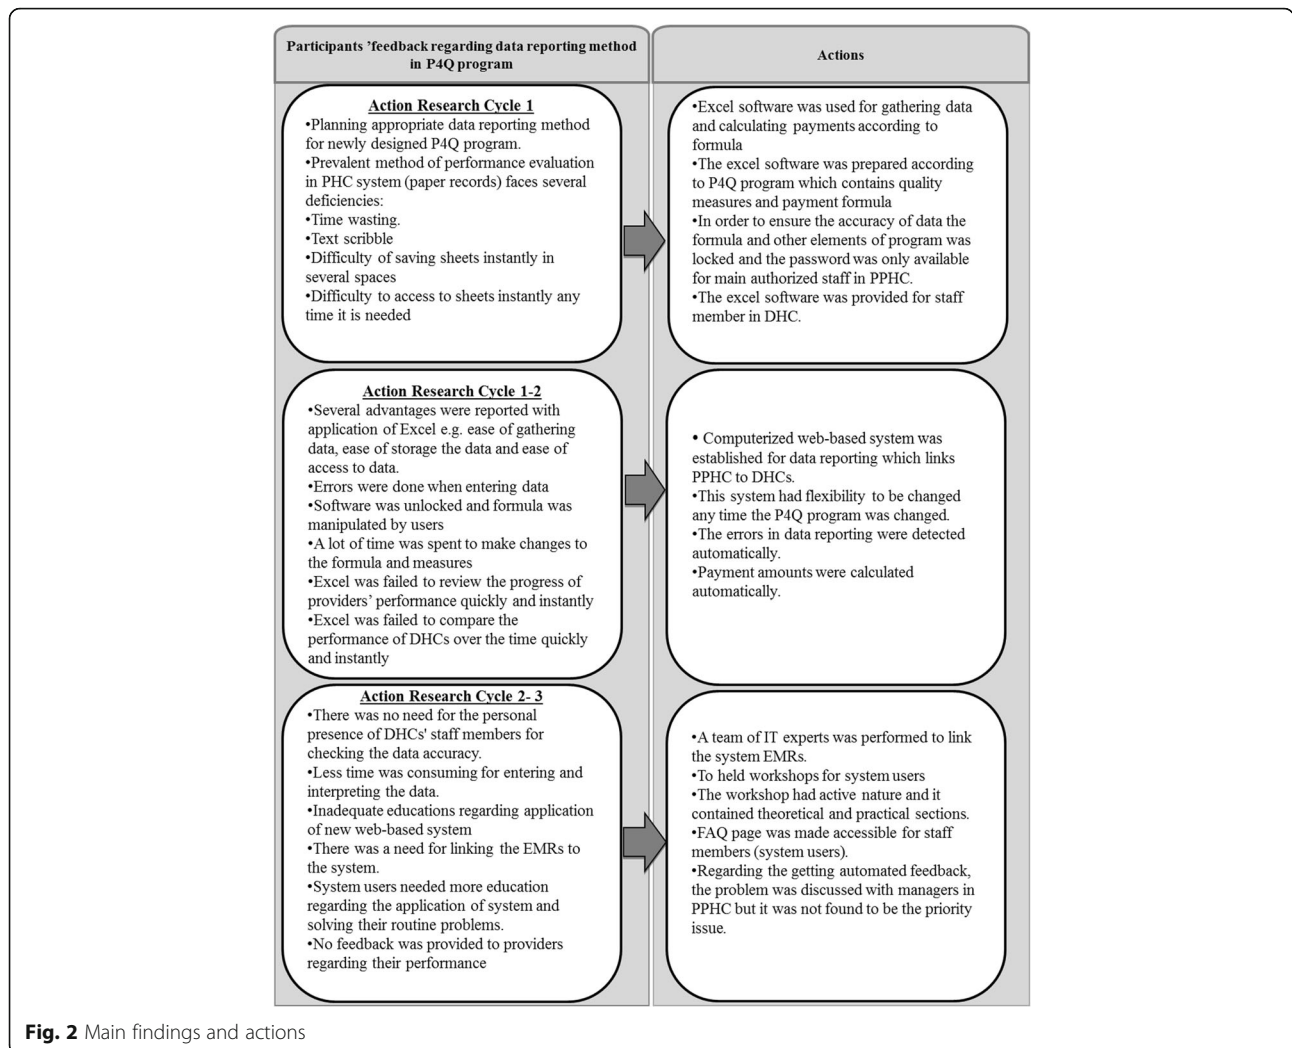 Participants ’feedback regarding data reporting method
in P4Q program
Actions
Action Research Cycle 1
•Planning appropriate data reporting method
for newly designed P4Q program.
•Prevalent method of performance evaluation
in PHC system (paper records) faces several
deficiencies:
•Time wasting.
•Text scribble
•Difficulty of saving sheets instantly in
several spaces
•Difficulty to access to sheets instantly any
time it is needed
•Excel software was used for gathering data
and calculating payments according to
formula
•The excel software was prepared according
to P4Q program which contains quality
measures and payment formula
•In order to ensure the accuracy of data the
formula and other elements of program was
locked and the password was only available
for main authorized staff in PPHC.
•The excel software was provided for staff
member in DHC.
Action Research Cycle 1-2
•Several advantages were reported with
application of Excel e.g. ease of gathering
data, ease of storage the data and ease of
access to data.
•Errors were done when entering data
•Software was unlocked and formula was
manipulated by users
•A lot of time was spent to make changes to
the formula and measures
•Excel was failed to review the progress of
providers’ performance quickly and instantly
•Excel was failed to compare the
performance of DHCs over the time quickly
and instantly
• Computerized web-based system was
established for data reporting which links
PPHC to DHCs.
•This system had flexibility to be changed
any time the P4Q program was changed.
•The errors in data reporting were detected
automatically.
•Payment amounts were calculated
automatically.
Action Research Cycle 2- 3
•There was no need for the personal
presence of DHCs' staff members for
checking the data accuracy.
•Less time was consuming for entering and
interpreting the data.
•Inadequate educations regarding application
of new web-based system
•There was a need for linking the EMRs to
the system.
•System users needed more education
regarding the application of system and
solving their routine problems.
•No feedback was provided to providers
regarding their performance
•A team of IT experts was performed to link
the system EMRs.
•To held workshops for system users
•The workshop had active nature and it
contained theoretical and practical sections.
•FAQ page was made accessible for staff
members (system users).
•Regarding the getting automated feedback,
the problem was discussed with managers in
PPHC but it was not found to be the priority
issue.
Fig. 2 Main findings and actions